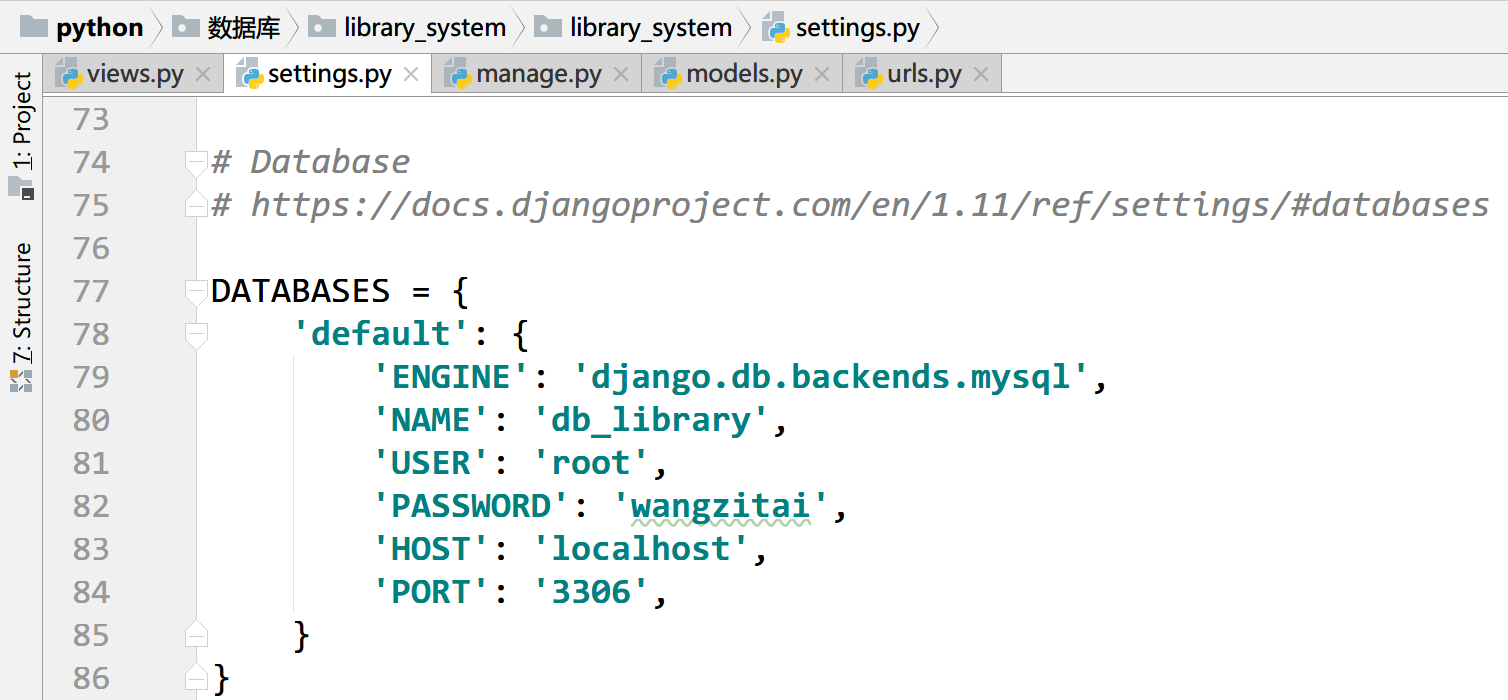 python 数据库 library_system library_system settings.py
views.py settings.py manage.py models.py urls.py
1: Project
7: Structure
73
74 # Database
75 # https://docs.djangoproject.com/en/1.11/ref/settings/#databases
76
77 DATABASES = {
78     'default': {
79         'ENGINE': 'django.db.backends.mysql',
80         'NAME': 'db_library',
81         'USER': 'root',
82         'PASSWORD': 'wangzitai',
83         'HOST': 'localhost',
84         'PORT': '3306',
85     }
86 }